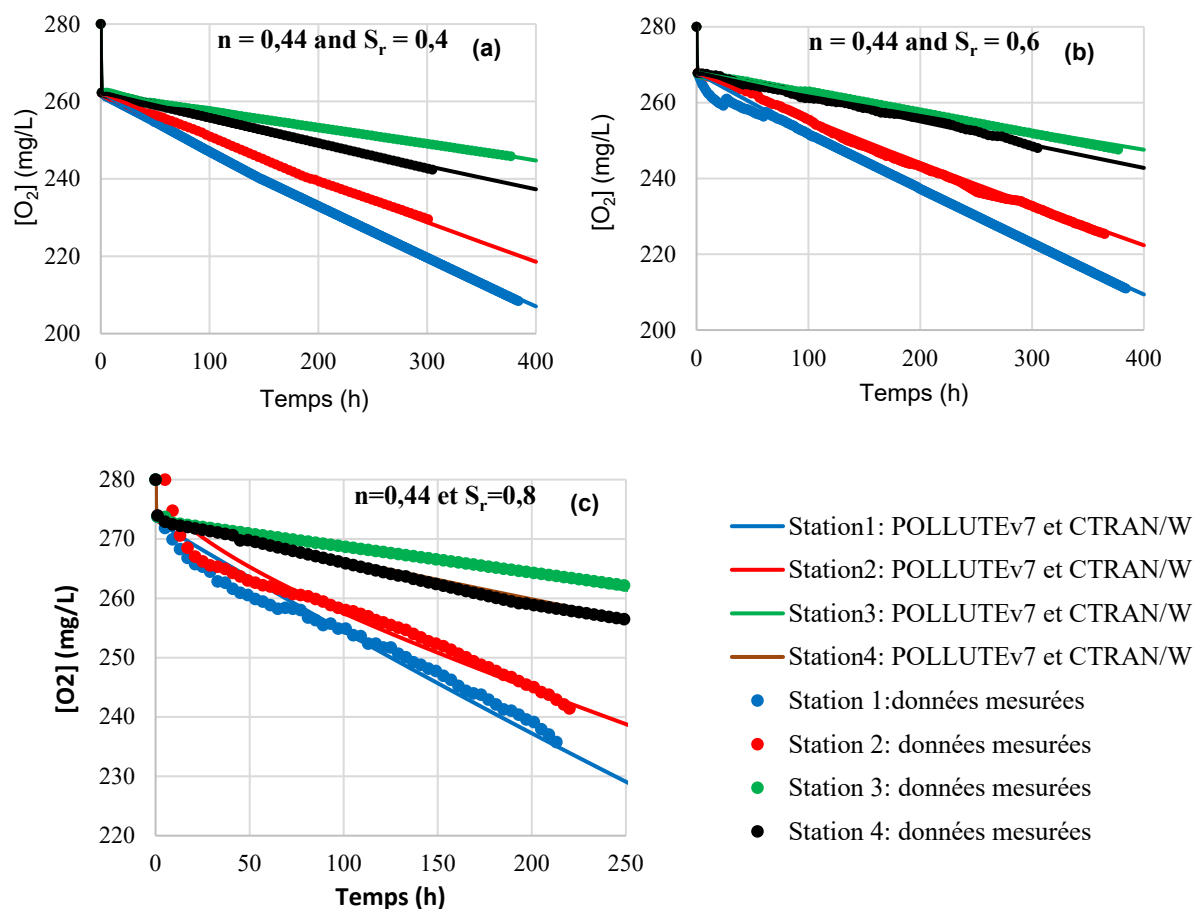 n = 0,44 and Sr = 0,4 (a)
[O2] (mg/L)
280
260
240
220
200
0 100 200 300 400
Temps (h)
n = 0,44 and Sr = 0,6 (b)
[O2] (mg/L)
280
260
240
220
200
0 100 200 300 400
Temps (h)
n=0,44 et Sr=0,8 (c)
[O2] (mg/L)
280
270
260
250
240
230
220
0 50 100 150 200 250
Temps (h)
Station1: POLLUTEv7 et CTRAN/W
Station2: POLLUTEv7 et CTRAN/W
Station3: POLLUTEv7 et CTRAN/W
Station4: POLLUTEv7 et CTRAN/W
Station 1:données mesurées
Station 2: données mesurées
Station 3: données mesurées
Station 4: données mesurées